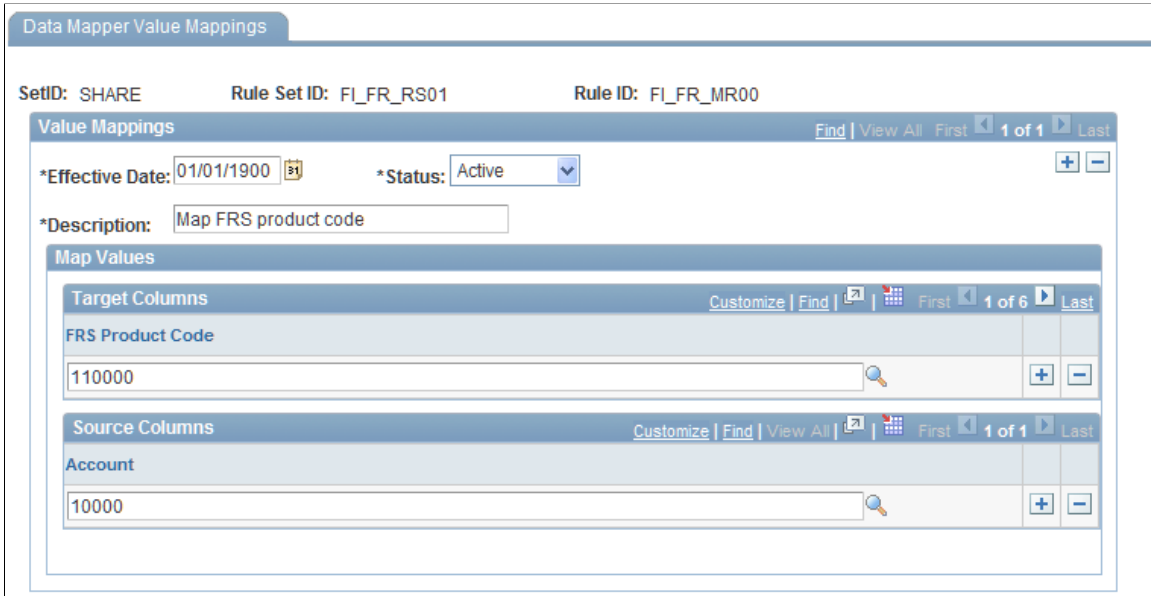 Data Mapper Value Mappings
SetID: SHARE Rule Set ID: FI_FR_RS01 Rule ID: FI_FR_MR00
Value Mappings Find | View All First 1 of 1 Last
*Effective Date: 01/01/1900 31 *Status: Active
*Description: Map FRS product code
Map Values
Target Columns Customize | Find | | First 1 of 6 Last
FRS Product Code
110000
Source Columns Customize | Find | View All | | First 1 of 1 Last
Account
10000